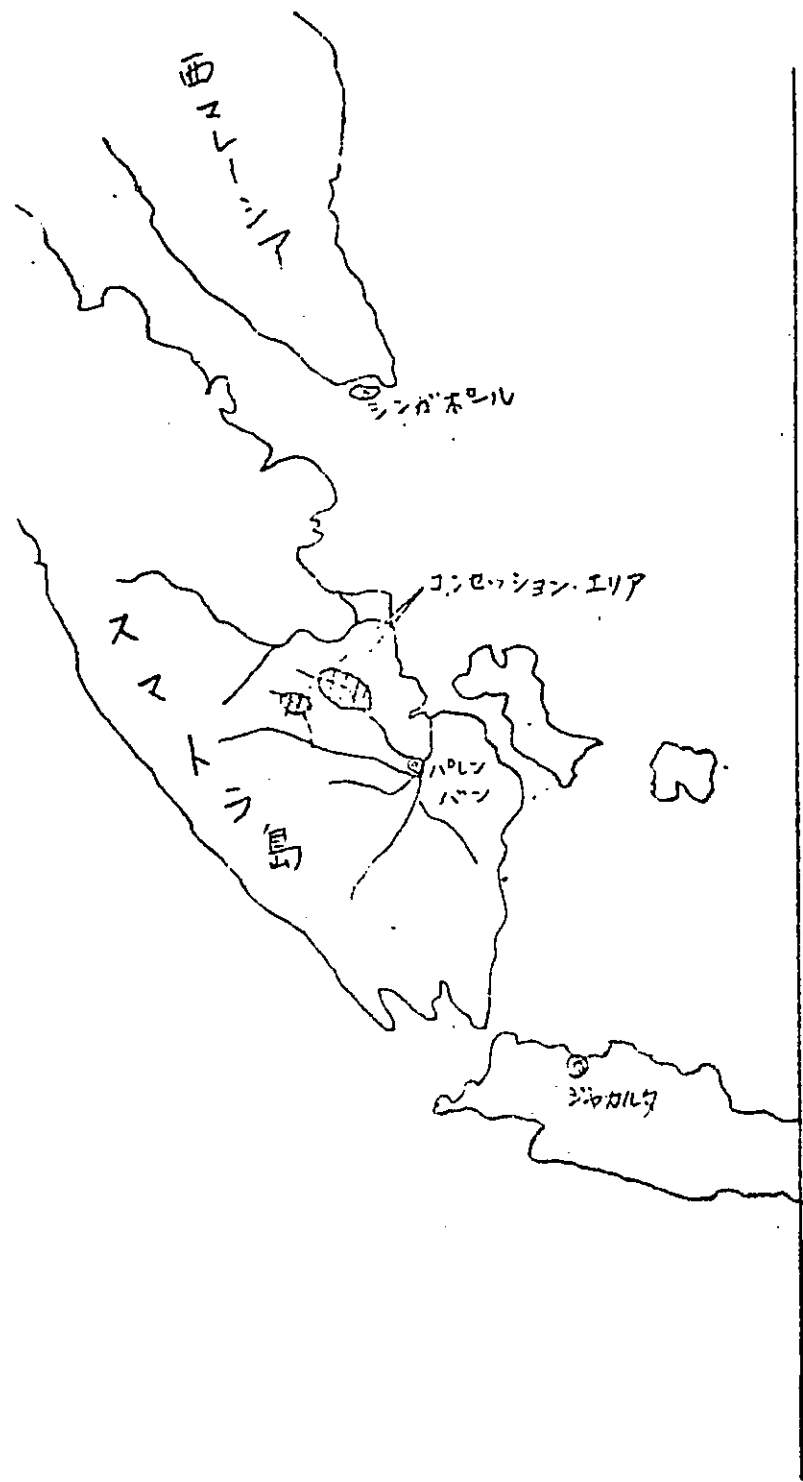 西マレーシア
シンガポール
コンセッション・エリア
スマトラ島
パレン
バン
ジャカルタ